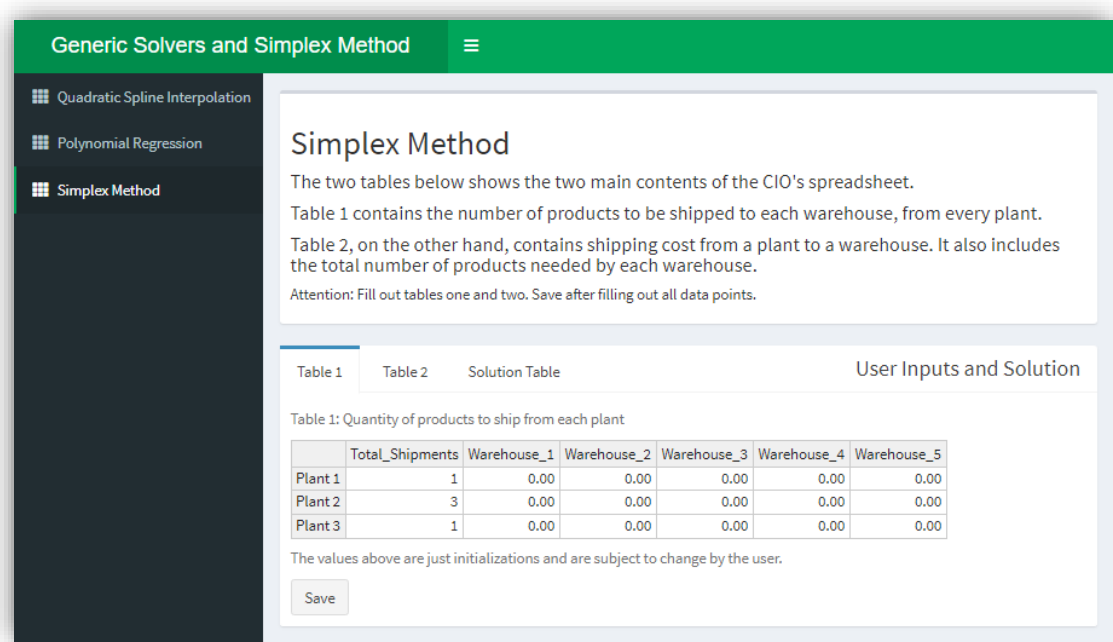 Generic Solvers and Simplex Method
Quadratic Spline Interpolation
Polynomial Regression
Simplex Method
Simplex Method
The two tables below shows the two main contents of the CIO's spreadsheet.
Table 1 contains the number of products to be shipped to each warehouse, from every plant.
Table 2, on the other hand, contains shipping cost from a plant to a warehouse. It also includes
the total number of products needed by each warehouse.
Attention: Fill out tables one and two. Save after filling out all data points.
Table 1 Table 2 Solution Table User Inputs and Solution
Table 1: Quantity of products to ship from each plant
Total_Shipments Warehouse_1 Warehouse_2 Warehouse_3 Warehouse_4 Warehouse_5
Plant 1 1 0.00 0.00 0.00 0.00 0.00
Plant 2 3 0.00 0.00 0.00 0.00 0.00
Plant 3 1 0.00 0.00 0.00 0.00 0.00
The values above are just initializations and are subject to change by the user.
Save